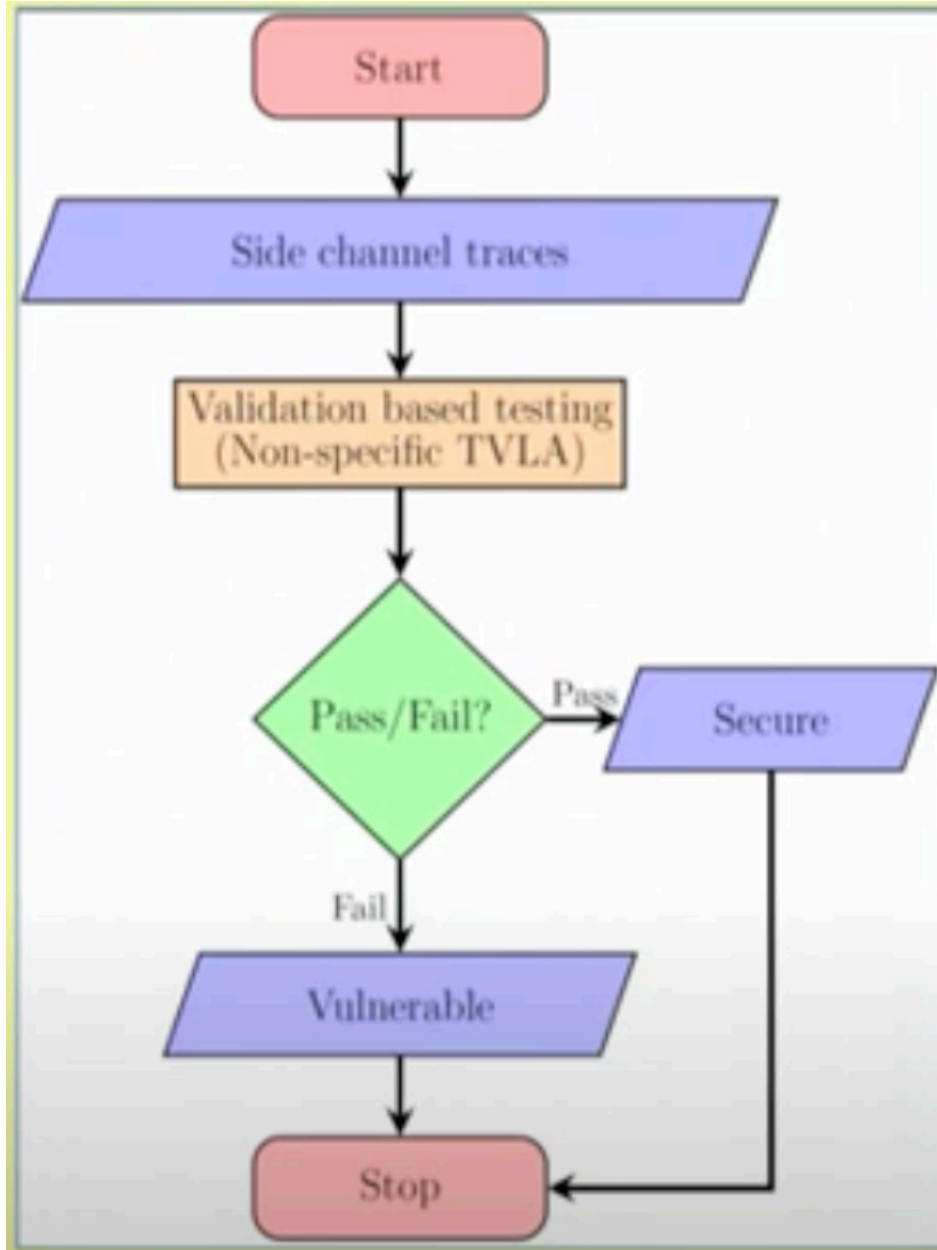 Start
Side channel traces
Validation based testing
(Non-specific TVLA)
Pass/Fail?
Pass
Secure
Fail
Vulnerable
Stop